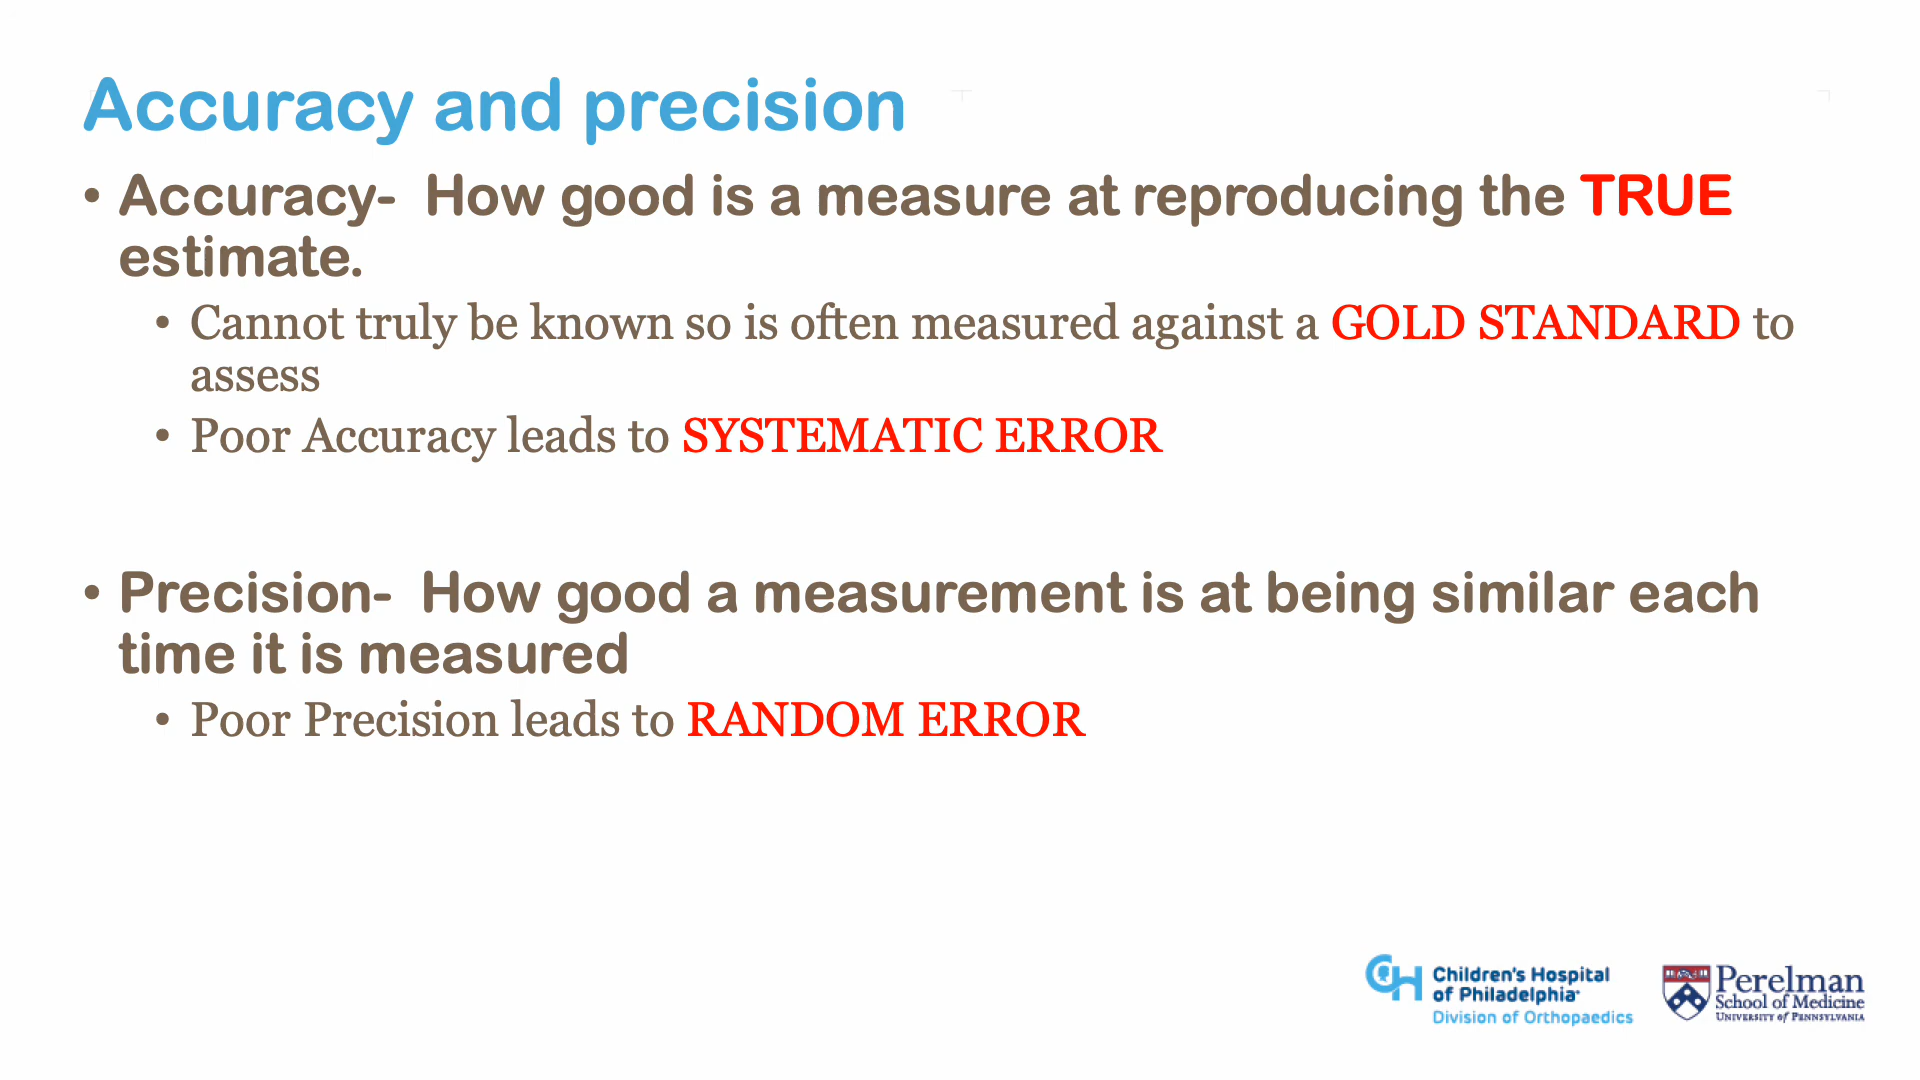 Accuracy and precision
• Accuracy-  How good is a measure at reproducing the TRUE
estimate.
• Cannot truly be known so is often measured against a GOLD STANDARD to
assess
• Poor Accuracy leads to SYSTEMATIC ERROR
• Precision-  How good a measurement is at being similar each
time it is measured
• Poor Precision leads to RANDOM ERROR
Children's Hospital
of Philadelphia
Division of Orthopaedics
Perelman
School of Medicine
University of Pennsylvania